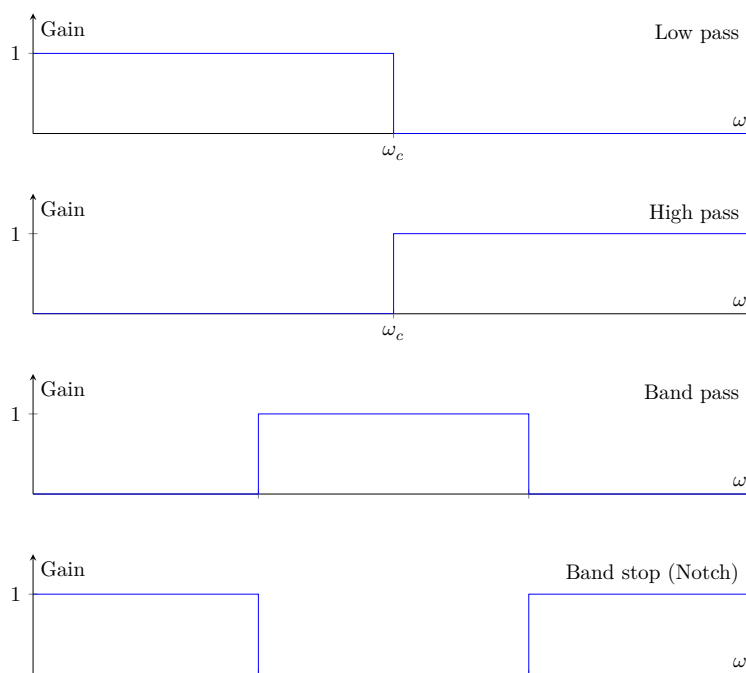 Gain
Low pass
1
ω
ω_c
Gain
High pass
1
ω
ω_c
Gain
Band pass
1
ω
Gain
Band stop (Notch)
1
ω